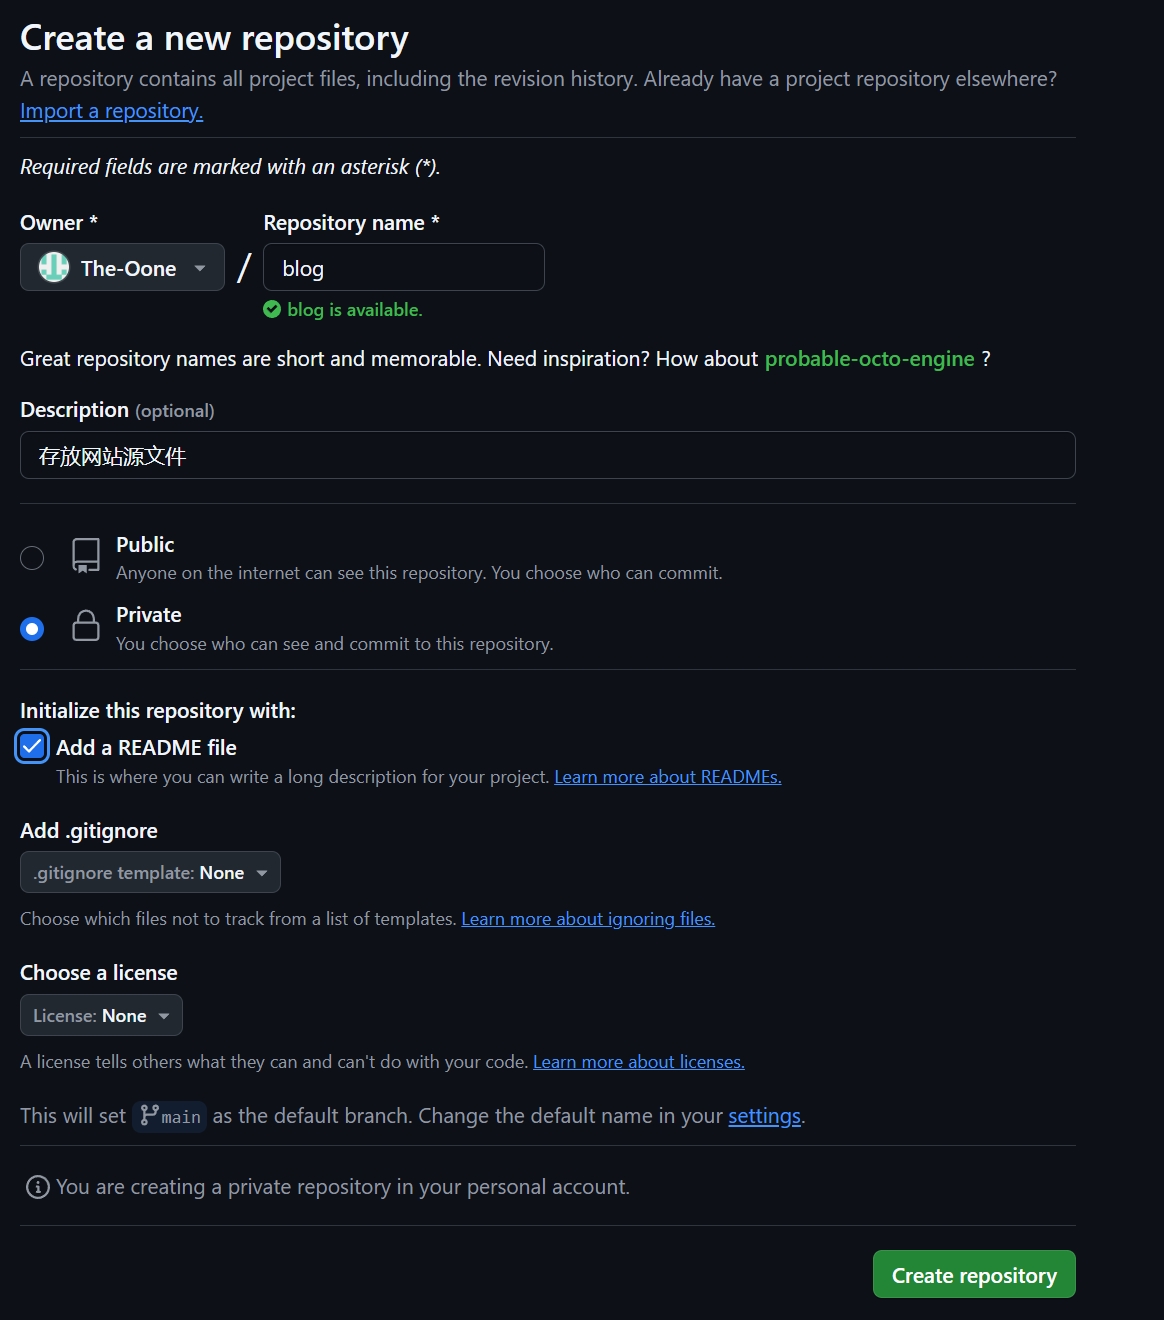 Create a new repository
A repository contains all project files, including the revision history. Already have a project repository elsewhere?
Import a repository.
Required fields are marked with an asterisk (*).
Owner *
Repository name *
The-Oone
/
blog
blog is available.
Great repository names are short and memorable. Need inspiration? How about probable-octo-engine ?
Description (optional)
存放网站源文件
Public
Anyone on the internet can see this repository. You choose who can commit.
Private
You choose who can see and commit to this repository.
Initialize this repository with:
Add a README file
This is where you can write a long description for your project. Learn more about READMEs.
Add .gitignore
.gitignore template: None
Choose which files not to track from a list of templates. Learn more about ignoring files.
Choose a license
License: None
A license tells others what they can and can't do with your code. Learn more about licenses.
This will set main as the default branch. Change the default name in your settings.
You are creating a private repository in your personal account.
Create repository